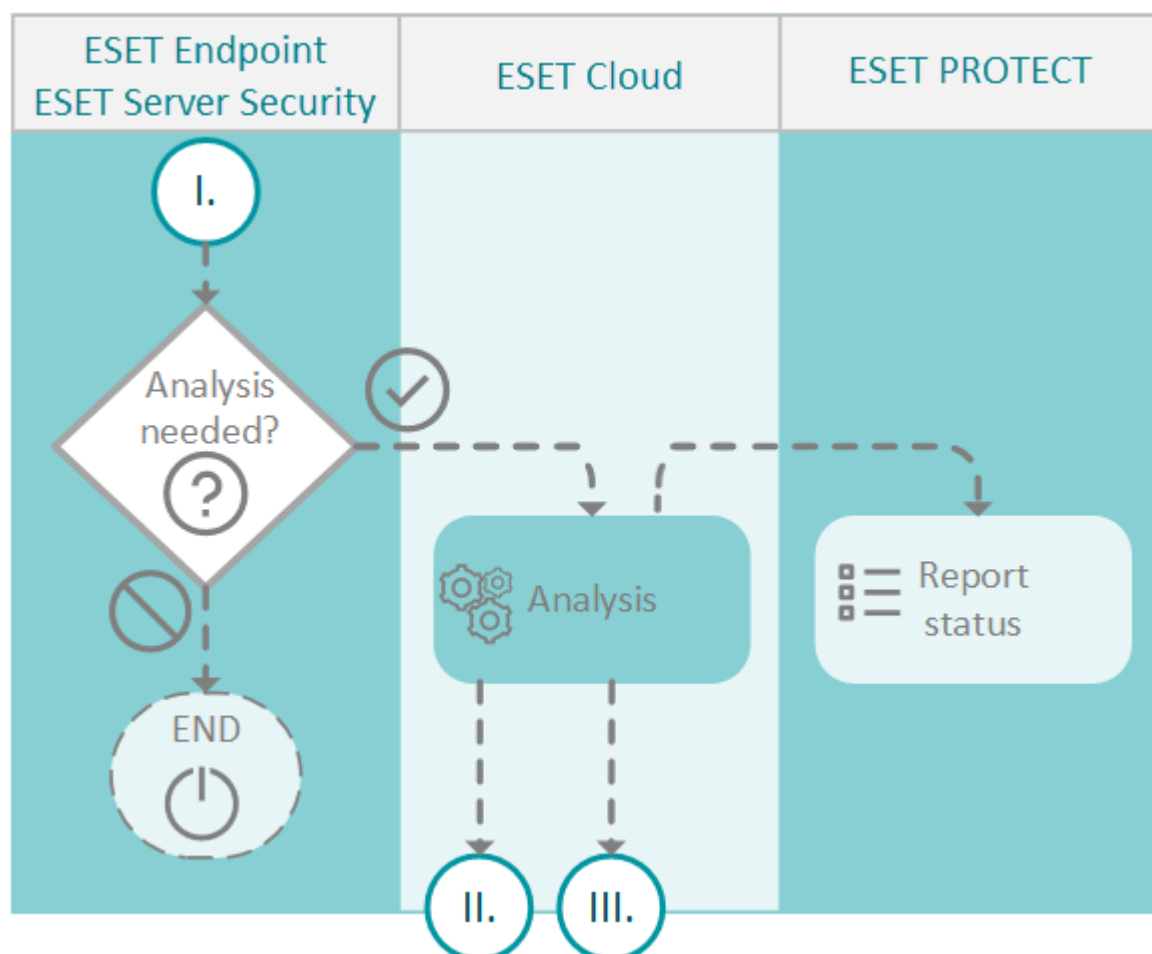 ESET Endpoint
ESET Server Security
ESET Cloud
ESET PROTECT
I.
Analysis
needed?
?
Analysis
Report
status
END
II.
III.